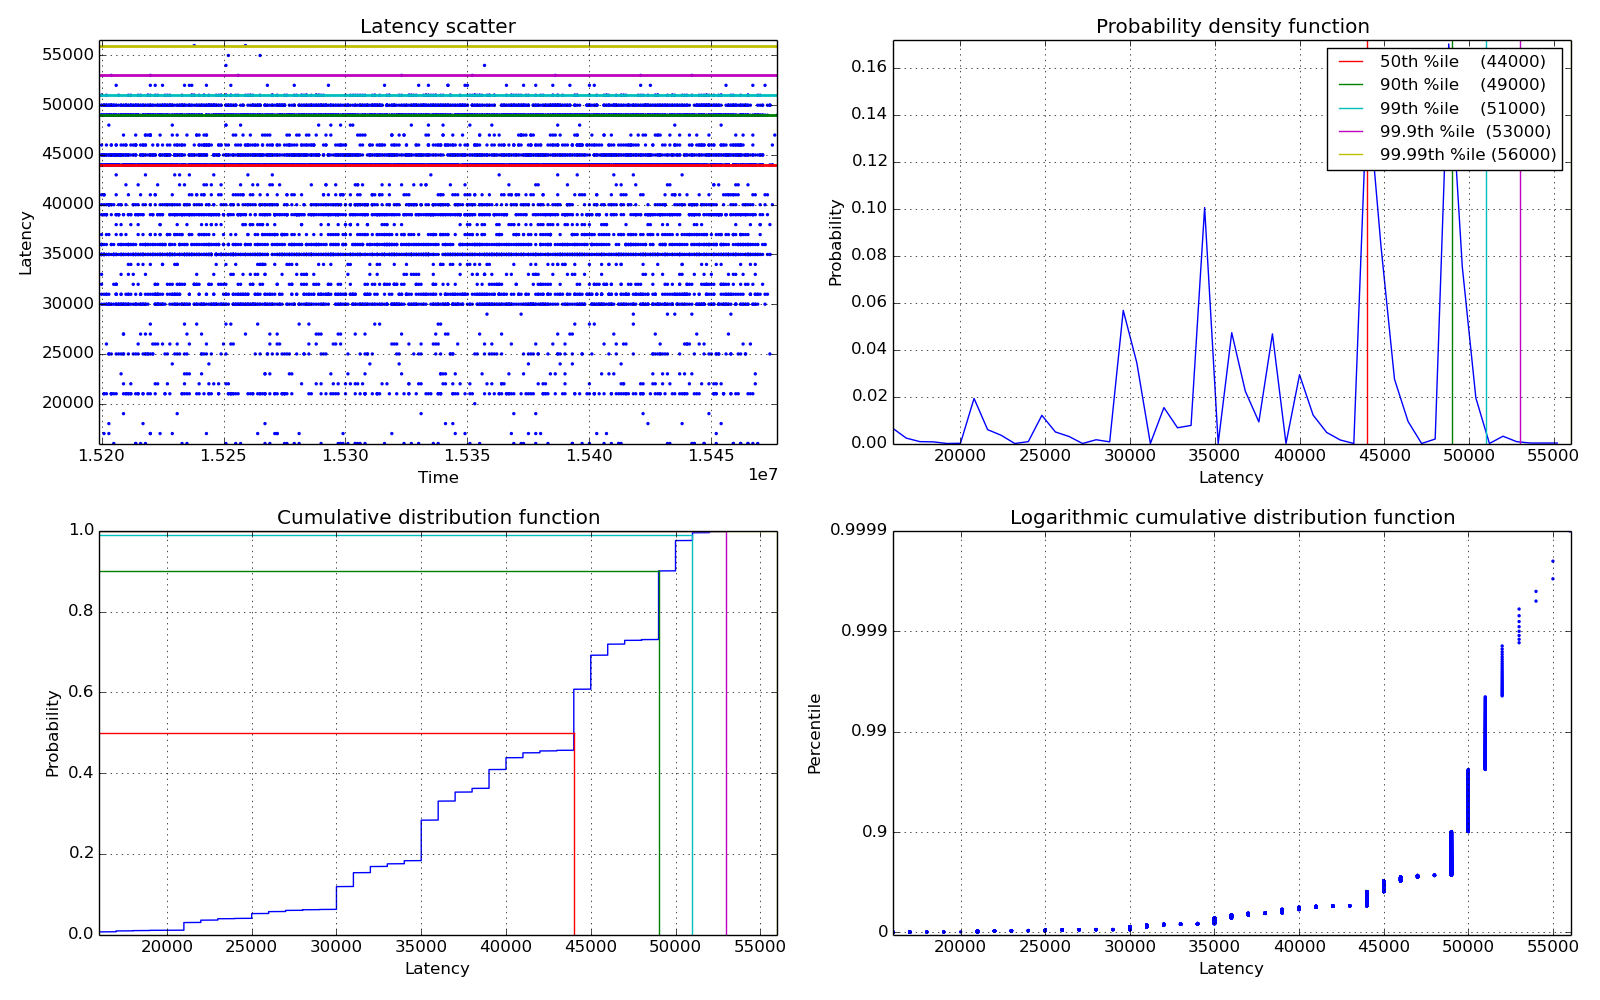 Latency scatter
55000
50000
45000
40000
35000
30000
25000
20000
Latency
1.520 1.525 1.530 1.535 1.540 1.545
1e7
Time
Probability density function
0.16
0.14
0.12
0.10
0.08
0.06
0.04
0.02
0.00
Probability
50th %ile (44000)
90th %ile (49000)
99th %ile (51000)
99.9th %ile (53000)
99.99th %ile (56000)
20000 25000 30000 35000 40000 45000 50000 55000
Latency
Cumulative distribution function
1.0
0.8
0.6
0.4
0.2
0.0
Probability
20000 25000 30000 35000 40000 45000 50000 55000
Latency
Logarithmic cumulative distribution function
0.9999
0.999
0.99
0.9
0
Percentile
20000 25000 30000 35000 40000 45000 50000 55000
Latency